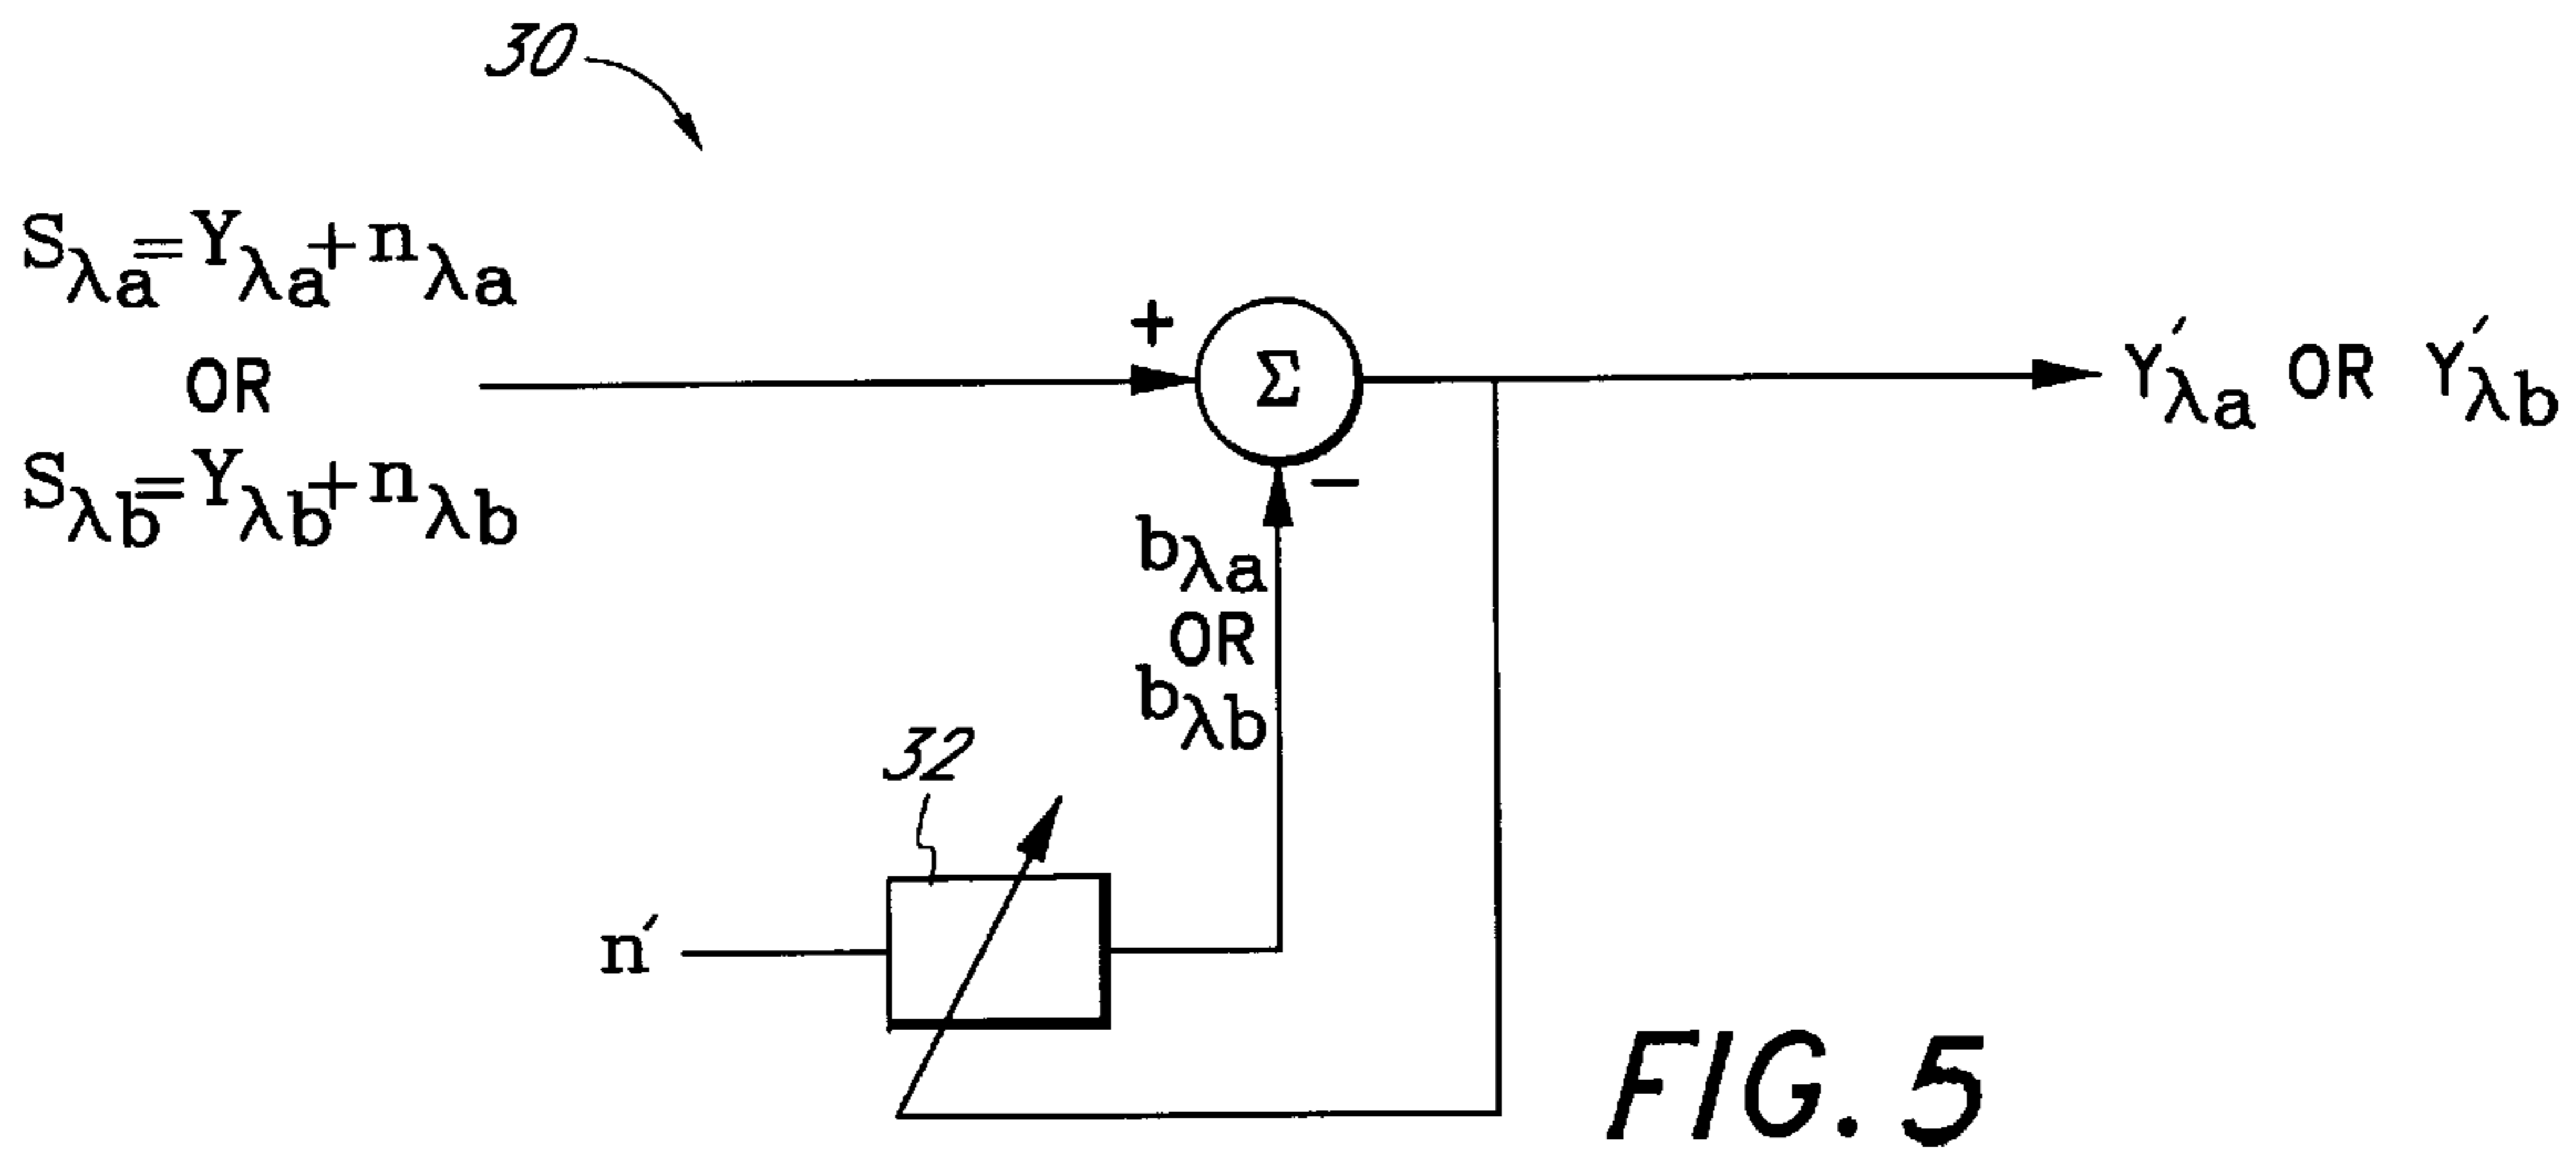 30
Sλa=Yλa+nλa
OR
Sλb=Yλb+nλb
+
Σ
−
Y′λa OR Y′λb
bλa
OR
bλb
32
n′
FIG. 5